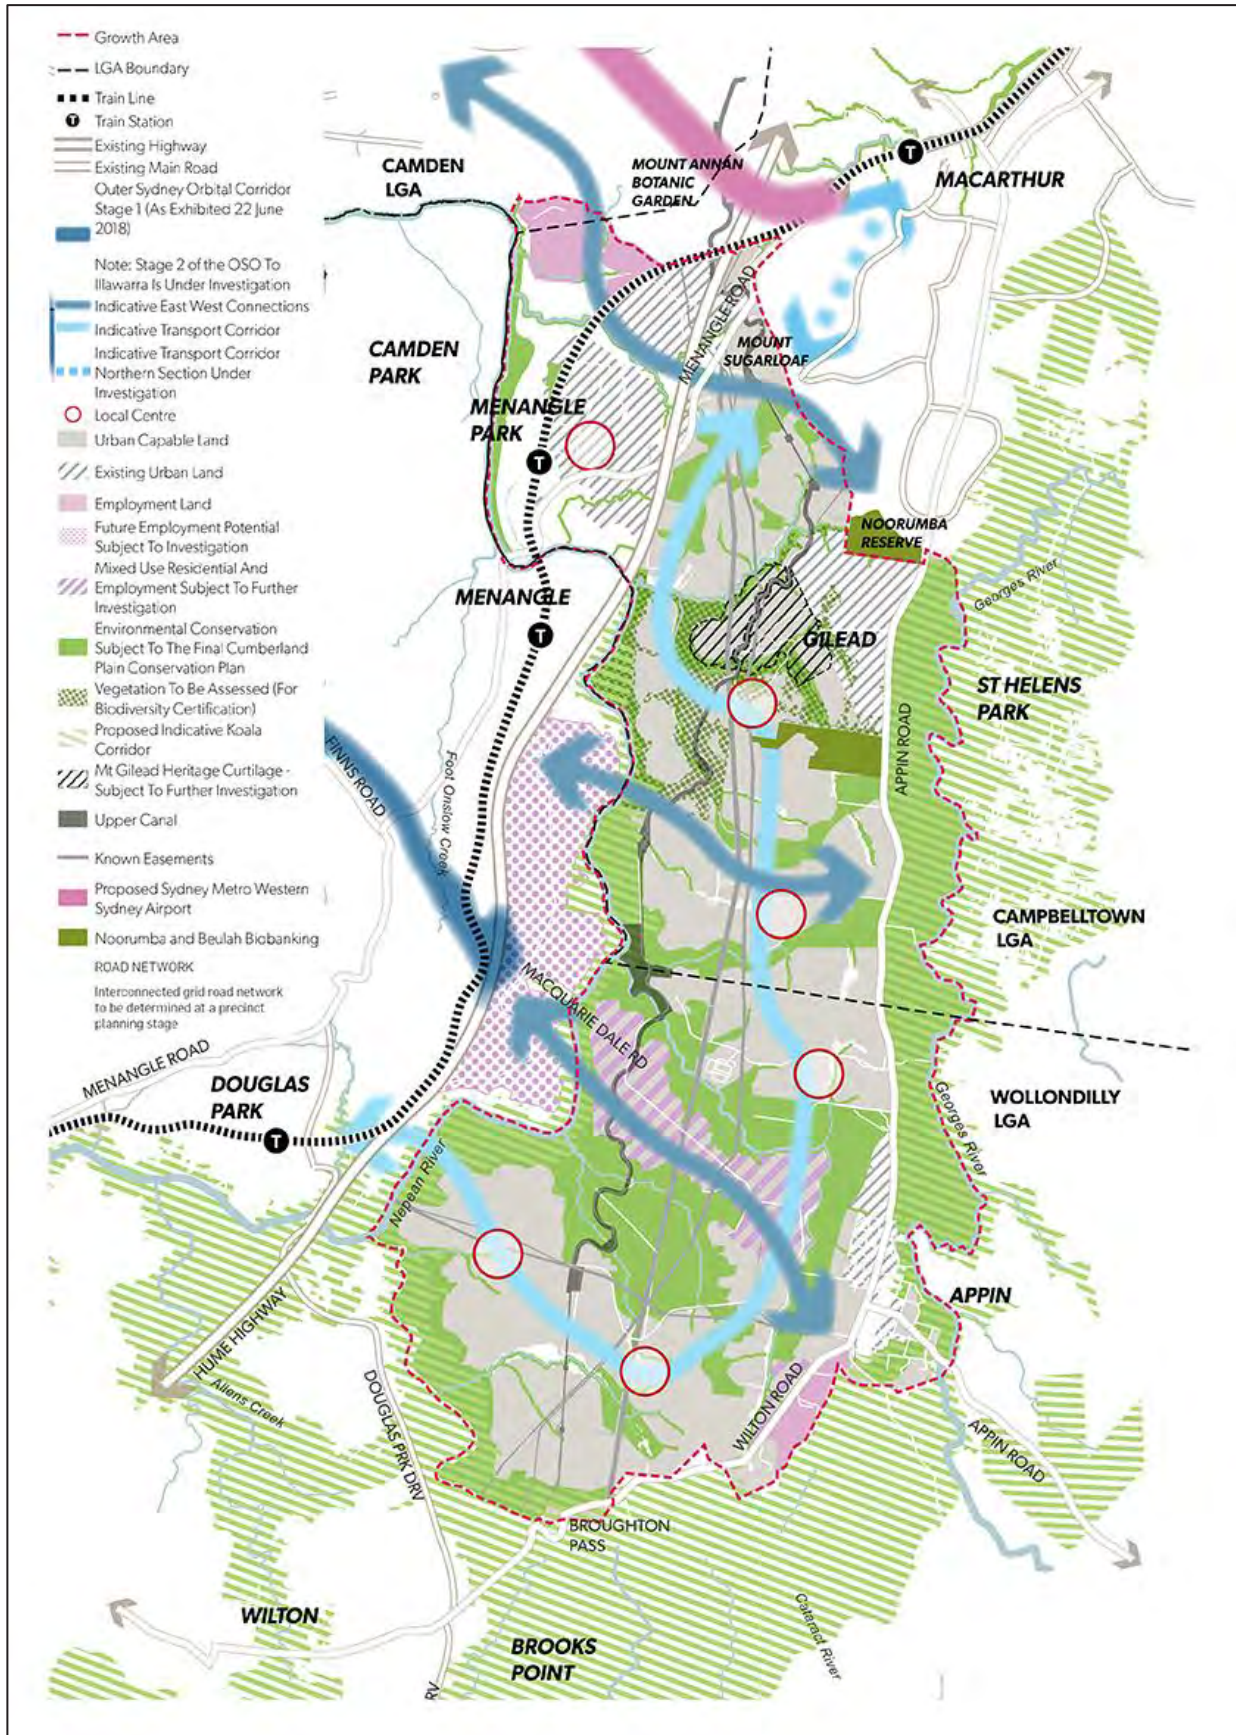 Growth Area
LGA Boundary
Train Line
T
Train Station
Existing Highway
Existing Main Road
Outer Sydney Orbital Corridor
Stage 1 (As Exhibited 22 June
2018)
Note: Stage 2 of the OSO To
Illawarra Is Under Investigation
Indicative East West Connections
Indicative Transport Corridor
Indicative Transport Corridor
Northern Section Under
Investigation
Local Centre
Urban Capable Land
Existing Urban Land
Employment Land
Future Employment Potential
Subject To Investigation
Mixed Use Residential And
Employment Subject To Further
Investigation
Environmental Conservation
Subject To The Final Cumberland
Plain Conservation Plan
Vegetation To Be Assessed (For
Biodiversity Certification)
Proposed Indicative Koala
Corridor
Mt Gilead Heritage Curtilage -
Subject To Further Investigation
Upper Canal
Known Easements
Proposed Sydney Metro Western
Sydney Airport
Noorumba and Beulah Biobanking
ROAD NETWORK
Interconnected grid road network
to be determined at a precinct
planning stage
CAMDEN
LGA
MOUNT ANNAN
BOTANIC
GARDEN
T
MACARTHUR
MENANGLE ROAD
MOUNT
SUGARLOAF
CAMDEN
PARK
MENANGLE
PARK
T
NOORUMBA
RESERVE
Georges River
MENANGLE
T
GILEAD
ST HELENS
PARK
APPIN ROAD
FINNS ROAD
Foot Onslow Creek
CAMPBELLTOWN
LGA
MACQUARIE DALE RD
MENANGLE ROAD
DOUGLAS
PARK
T
WOLLONDILLY
LGA
Georges River
Nepean River
APPIN
HUME HIGHWAY
Allens Creek
DOUGLAS PRK DRV
WILTON ROAD
APPIN ROAD
BROUGHTON
PASS
WILTON
BROOKS
POINT
Cataract River
RV